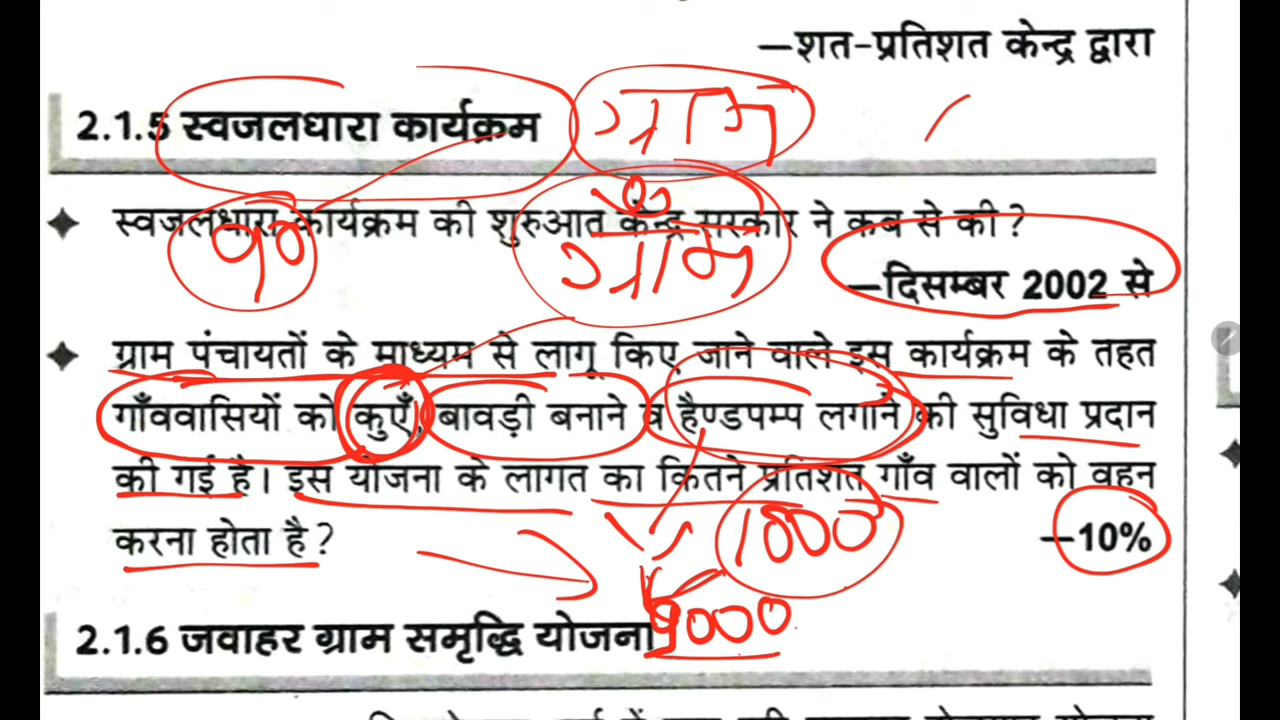 —शत-प्रतिशत केन्द्र द्वारा
2.1.5 स्वजलधारा कार्यक्रम
ग्राम
स्वजलधारा कार्यक्रम की शुरुआत केन्द्र सरकार ने कब से की?
ग्राम
—दिसम्बर 2002 से
ग्राम पंचायतों के माध्यम से लागू किए जाने वाले इस कार्यक्रम के तहत
गाँववासियों को कुएँ, बावड़ी बनाने व हैण्डपम्प लगाने की सुविधा प्रदान
की गई है। इस योजना के लागत का कितने प्रतिशत गाँव वालों को वहन
करना होता है?
—10%
1000
9000
2.1.6 जवाहर ग्राम समृद्धि योजना